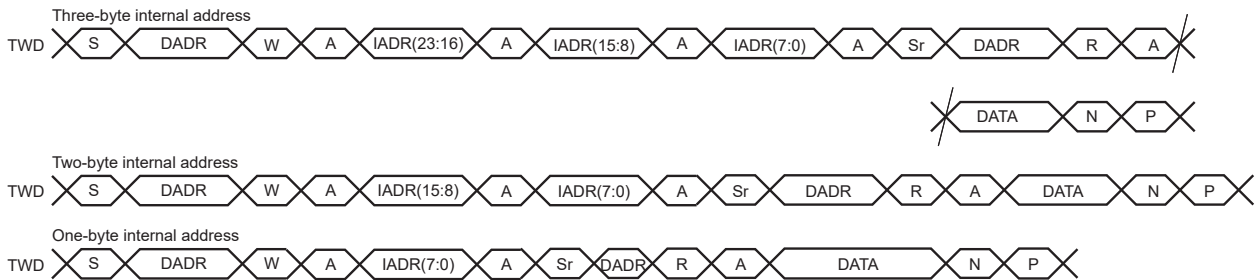 Three-byte internal address
TWD S DADR W A IADR(23:16) A IADR(15:8) A IADR(7:0) A Sr DADR R A
DATA N P
Two-byte internal address
TWD S DADR W A IADR(15:8) A IADR(7:0) A Sr DADR R A DATA N P
One-byte internal address
TWD S DADR W A IADR(7:0) A Sr DADR R A DATA N P